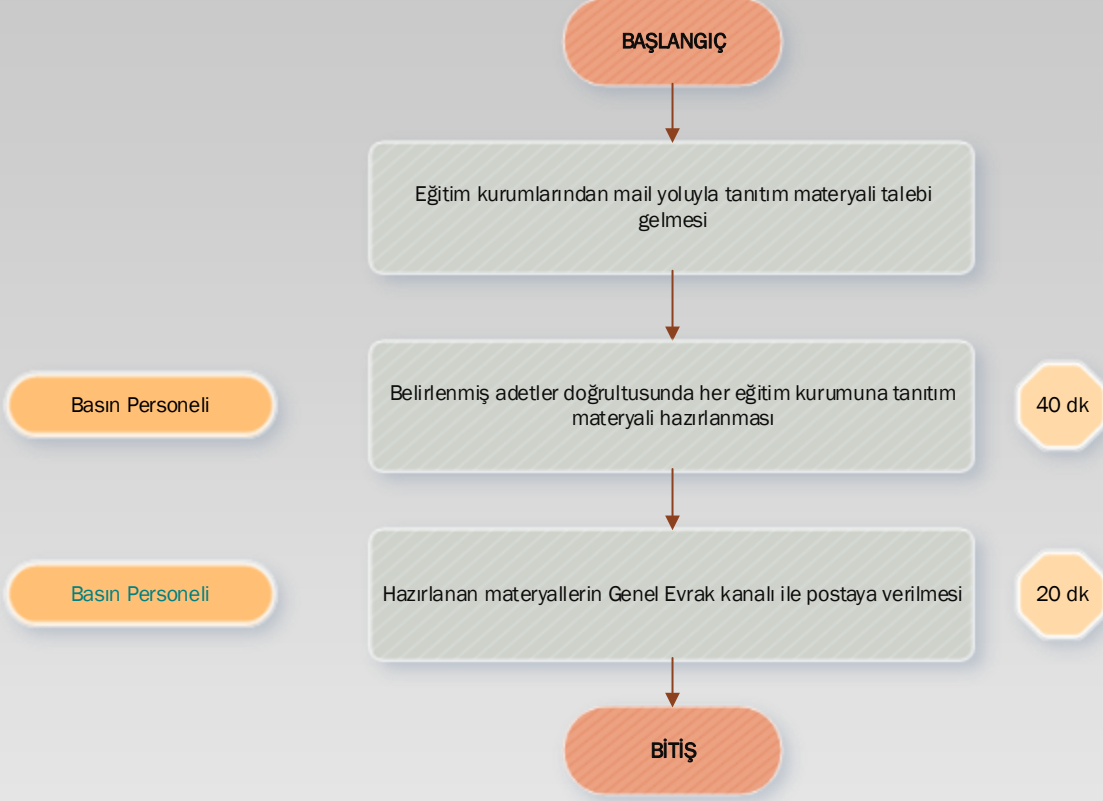 BAŞLANGIÇ
Eğitim kurumlarından mail yoluyla tanıtım materyali talebi
gelmesi
Basın Personeli
Belirlenmiş adetler doğrultusunda her eğitim kurumuna tanıtım
materyali hazırlanması
40 dk
Basın Personeli
Hazırlanan materyallerin Genel Evrak kanalı ile postaya verilmesi
20 dk
BİTİŞ